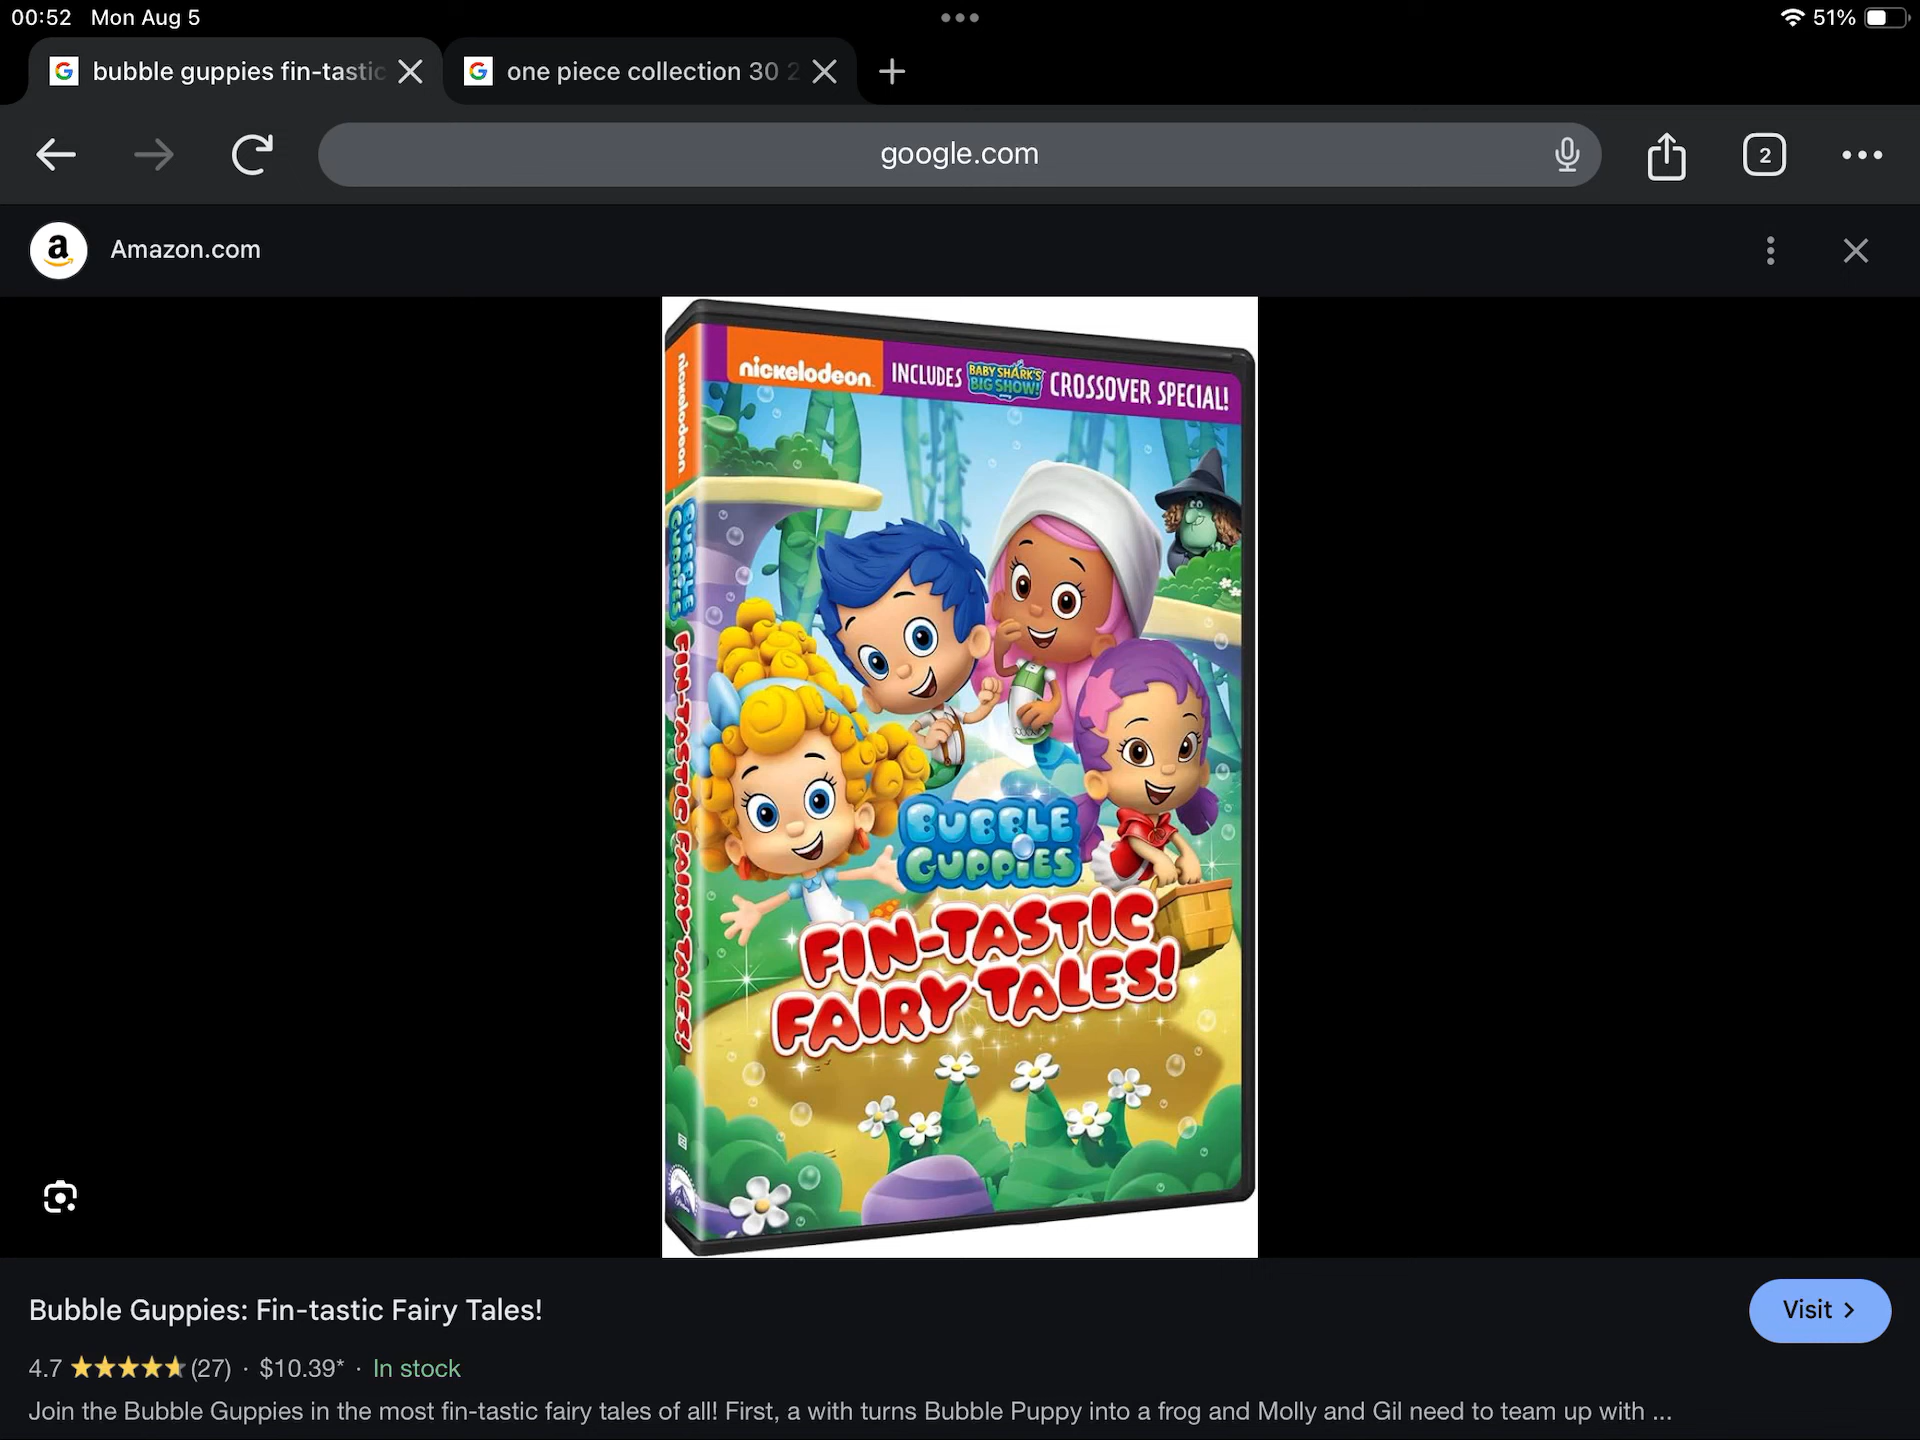 00:52 Mon Aug 5
51%
bubble guppies fin-tastic
one piece collection 30 2
google.com
2
a
Amazon.com
nickelodeon
INCLUDES BABY SHARK'S BIG SHOW! CROSSOVER SPECIAL!
nickelodeon
BUBBLE GUPPIES
FIN-TASTIC FAIRY TALES!
BUBBLE
GUPPIES
FIN-TASTIC
FAIRY TALES!
Bubble Guppies: Fin-tastic Fairy Tales!
Visit
4.7 (27) · $10.39* · In stock
Join the Bubble Guppies in the most fin-tastic fairy tales of all! First, a with turns Bubble Puppy into a frog and Molly and Gil need to team up with ...